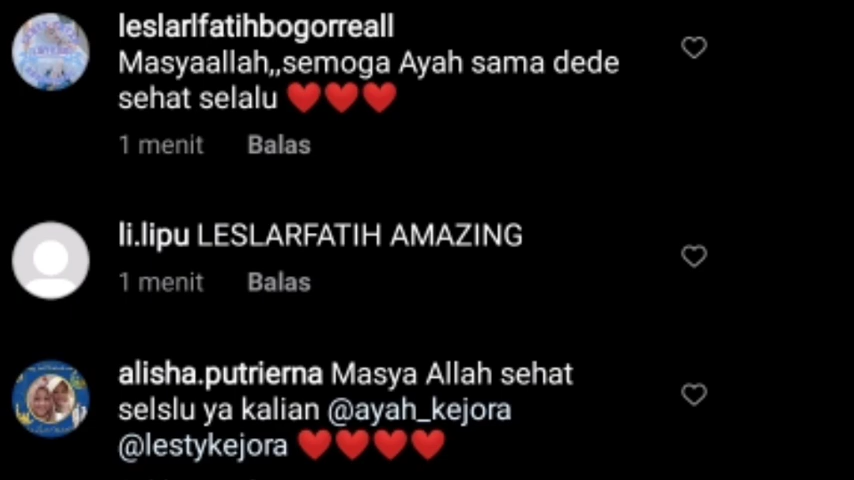 leslarlfatihbogorreall
Masyaallah,,semoga Ayah sama dede
sehat selalu ❤️❤️❤️
1 menit Balas
li.lipu LESLARFATIH AMAZING
1 menit Balas
alisha.putrierna Masya Allah sehat
selslu ya kalian @ayah_kejora
@lestykejora ❤️❤️❤️❤️